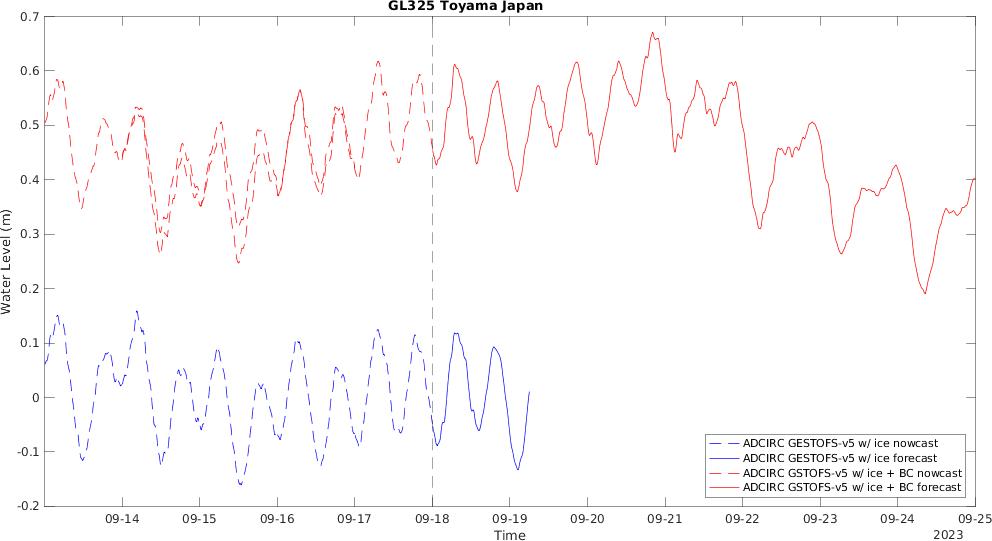 GL325 Toyama Japan
0.7
0.6
0.5
0.4
0.3
0.2
0.1
0
-0.1
-0.2
Water Level (m)
ADCIRC GESTOFS-v5 w/ ice nowcast
ADCIRC GESTOFS-v5 w/ ice forecast
ADCIRC GSTOFS-v5 w/ ice + BC nowcast
ADCIRC GSTOFS-v5 w/ ice + BC forecast
09-14 09-15 09-16 09-17 09-18 09-19 09-20 09-21 09-22 09-23 09-24 09-25
Time
2023